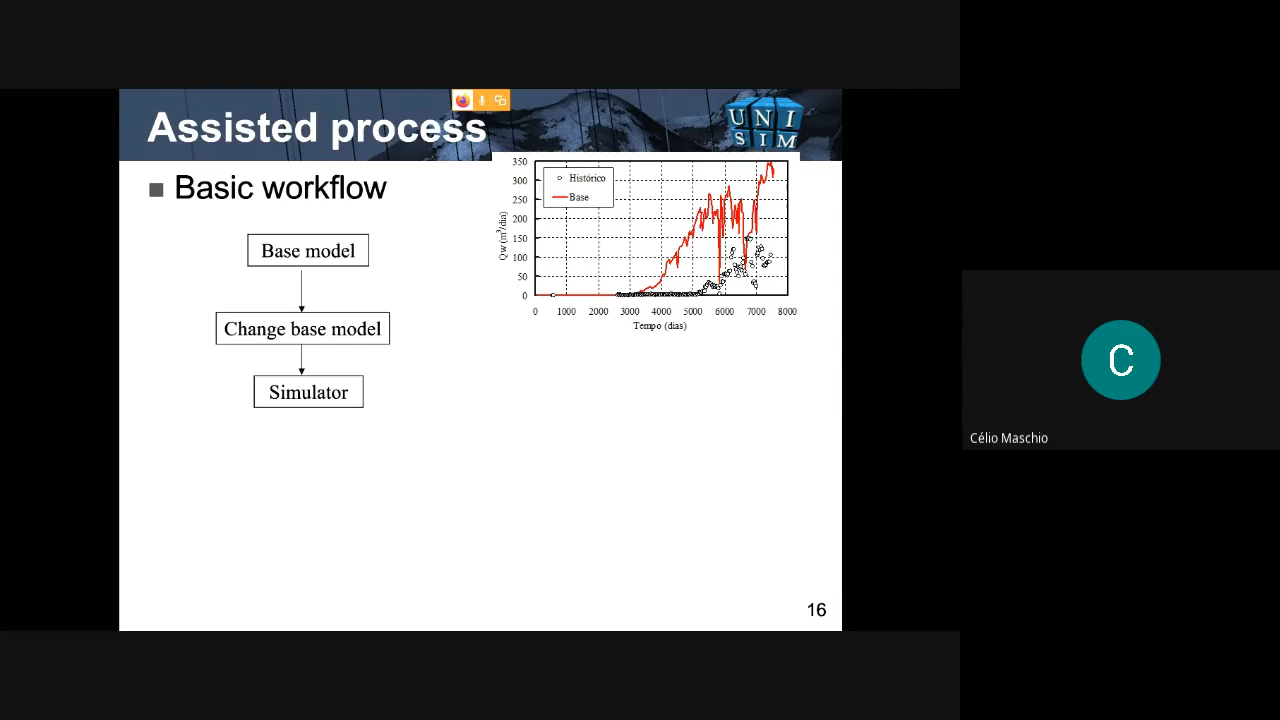 Assisted process
UNI
SIM
Basic workflow
Base model
Change base model
Simulator
350
300
250
200
150
100
50
0
Qw (m³/dia)
Histórico
Base
0 1000 2000 3000 4000 5000 6000 7000 8000
Tempo (dias)
16
C
Célio Maschio